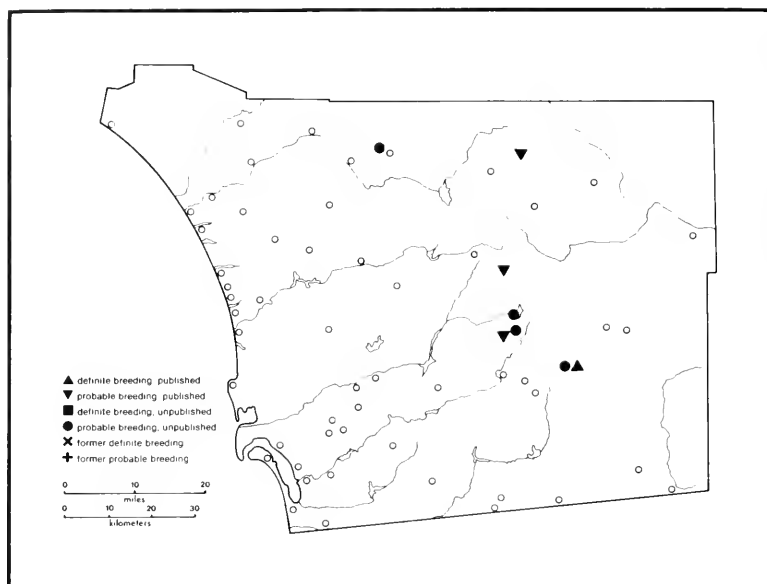 definite breeding published
probable breeding published
definite breeding, unpublished
probable breeding, unpublished
former definite breeding
former probable breeding
0 10 20
miles
0 10 20 30
kilometers